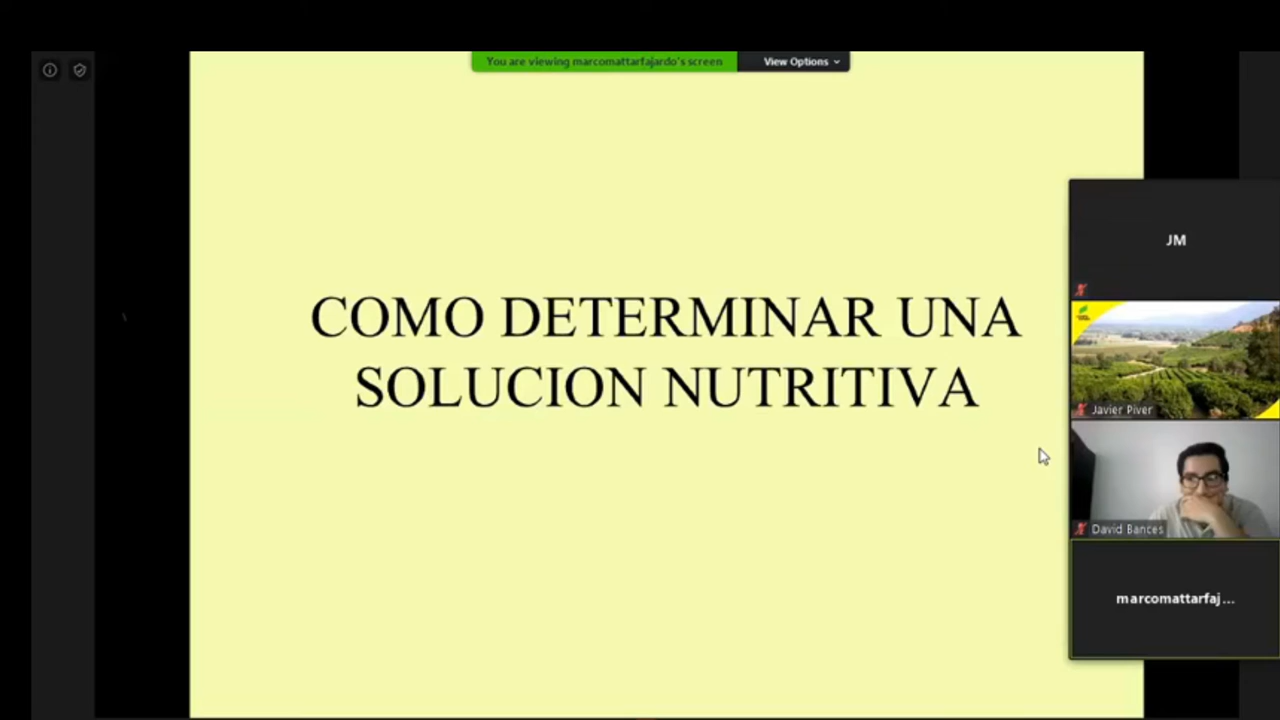 You are viewing marcomattarfajardo's screen
View Options
COMO DETERMINAR UNA
SOLUCION NUTRITIVA
JM
Javier Piver
David Bances
marcomattarfaj...